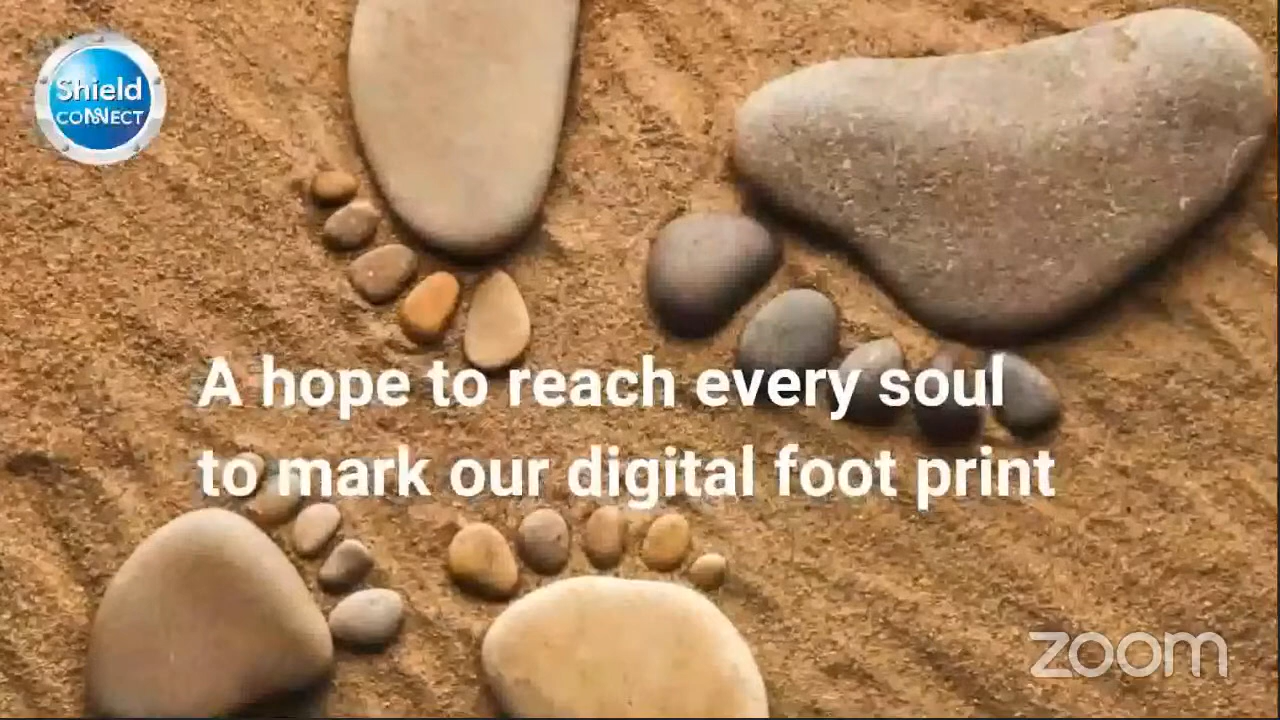 Shield
CONNECT
A hope to reach every soul
to mark our digital foot print
zoom